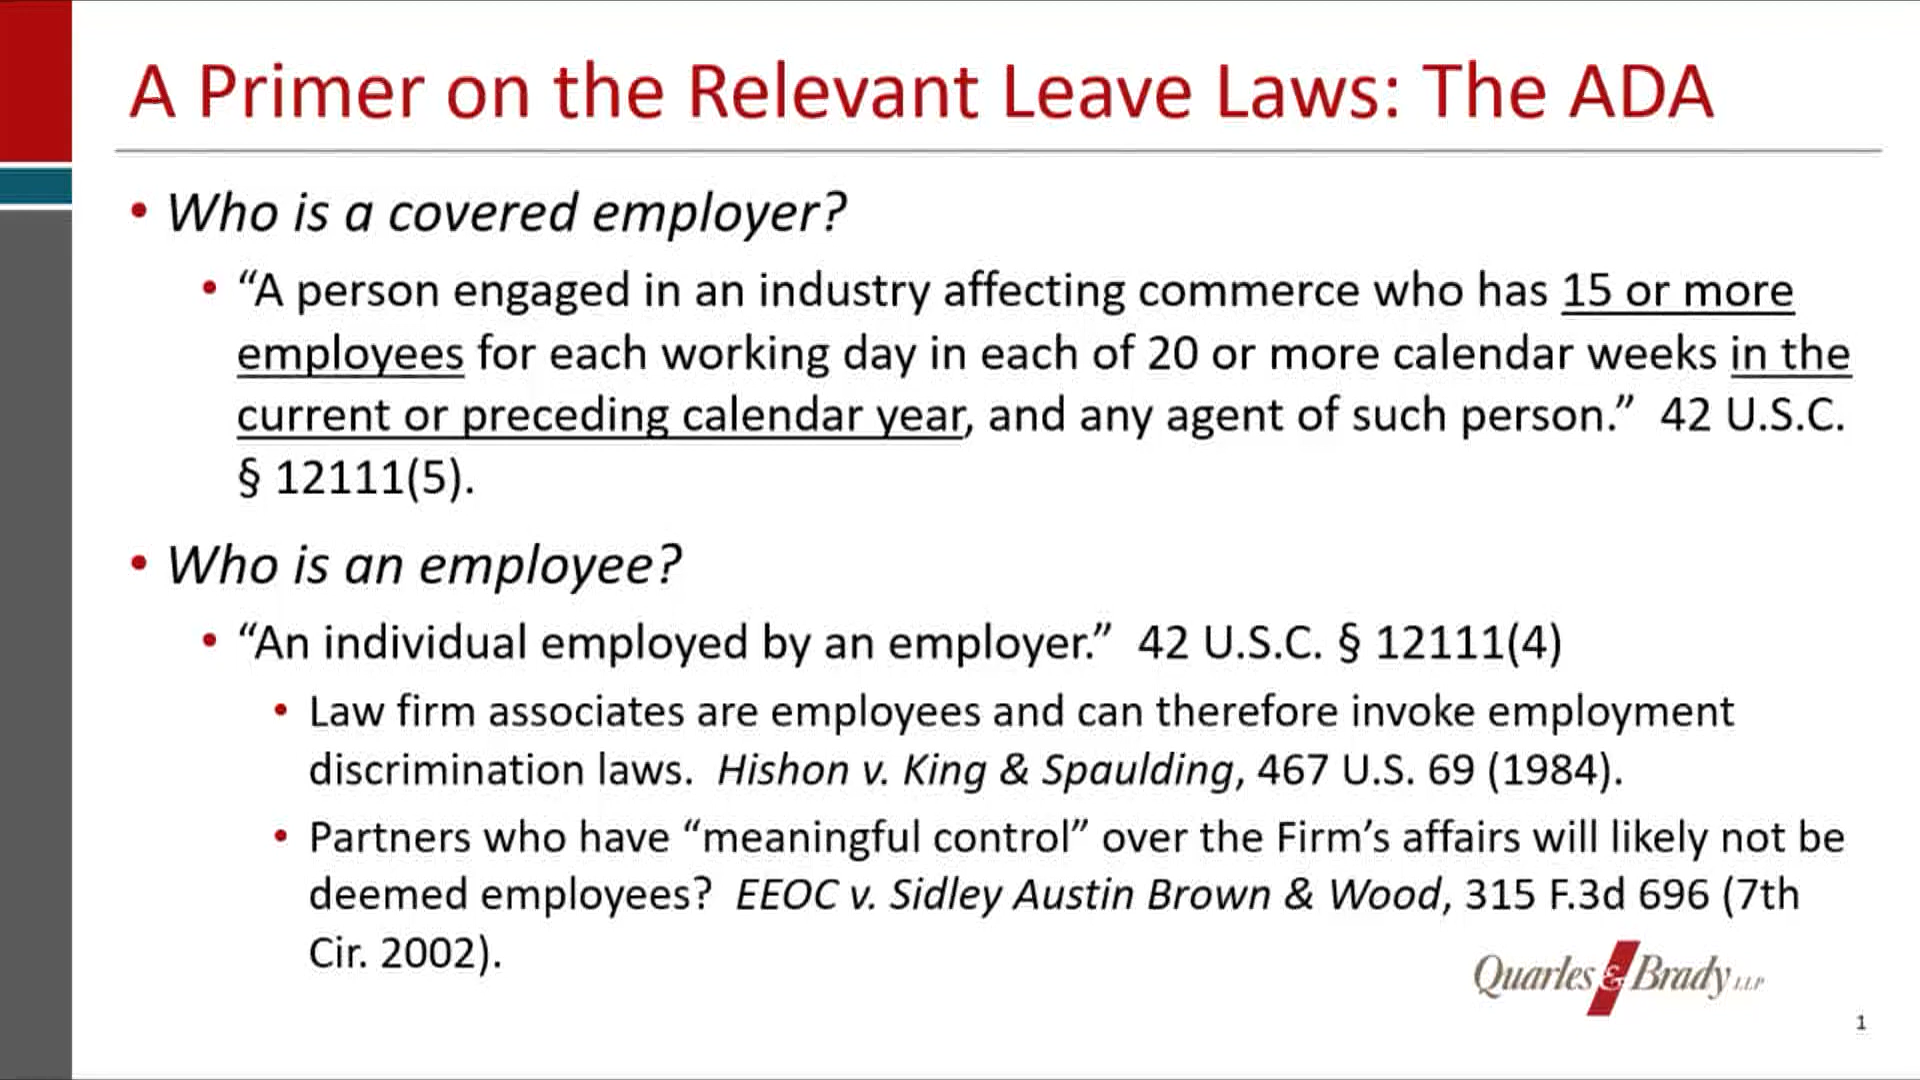 A Primer on the Relevant Leave Laws: The ADA
• Who is a covered employer?
• “A person engaged in an industry affecting commerce who has 15 or more
employees for each working day in each of 20 or more calendar weeks in the
current or preceding calendar year, and any agent of such person.” 42 U.S.C.
§ 12111(5).
• Who is an employee?
• “An individual employed by an employer.” 42 U.S.C. § 12111(4)
• Law firm associates are employees and can therefore invoke employment
discrimination laws. Hishon v. King & Spaulding, 467 U.S. 69 (1984).
• Partners who have “meaningful control” over the Firm’s affairs will likely not be
deemed employees? EEOC v. Sidley Austin Brown & Wood, 315 F.3d 696 (7th
Cir. 2002).
Quarles & Brady LLP
1